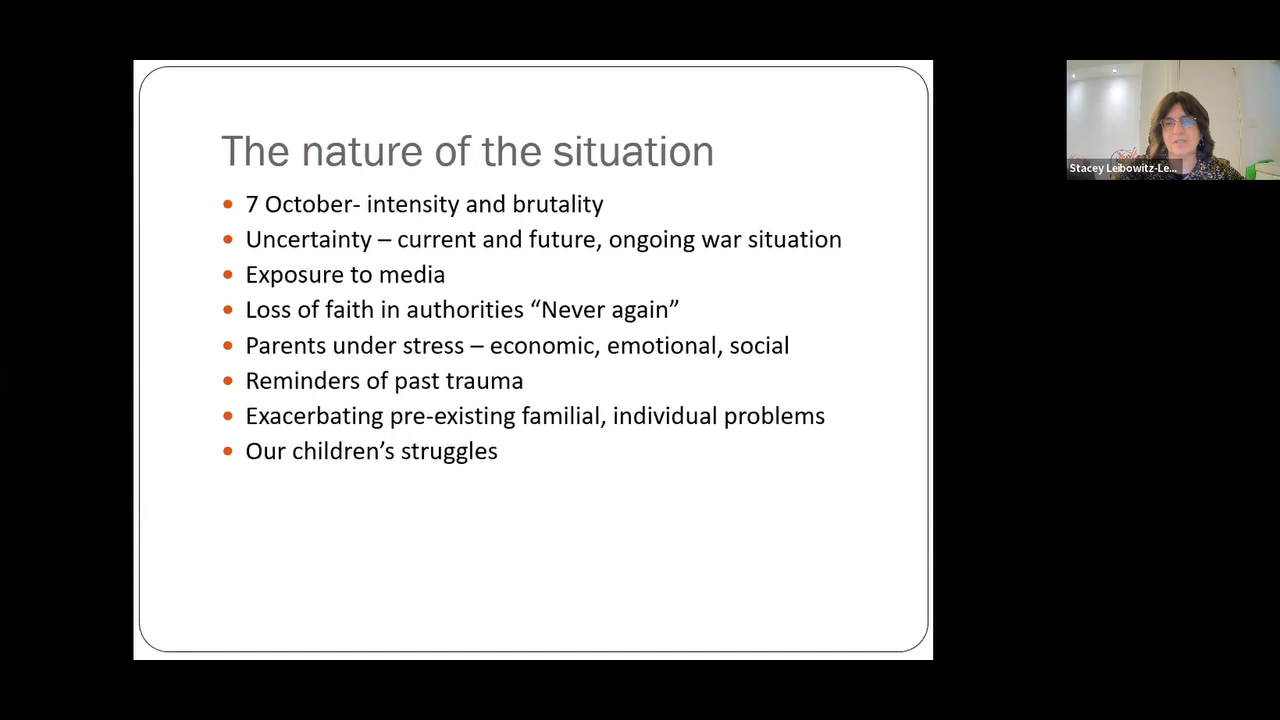 The nature of the situation
• 7 October- intensity and brutality
• Uncertainty – current and future, ongoing war situation
• Exposure to media
• Loss of faith in authorities “Never again”
• Parents under stress – economic, emotional, social
• Reminders of past trauma
• Exacerbating pre-existing familial, individual problems
• Our children’s struggles
Stacey Leibowitz-Le...